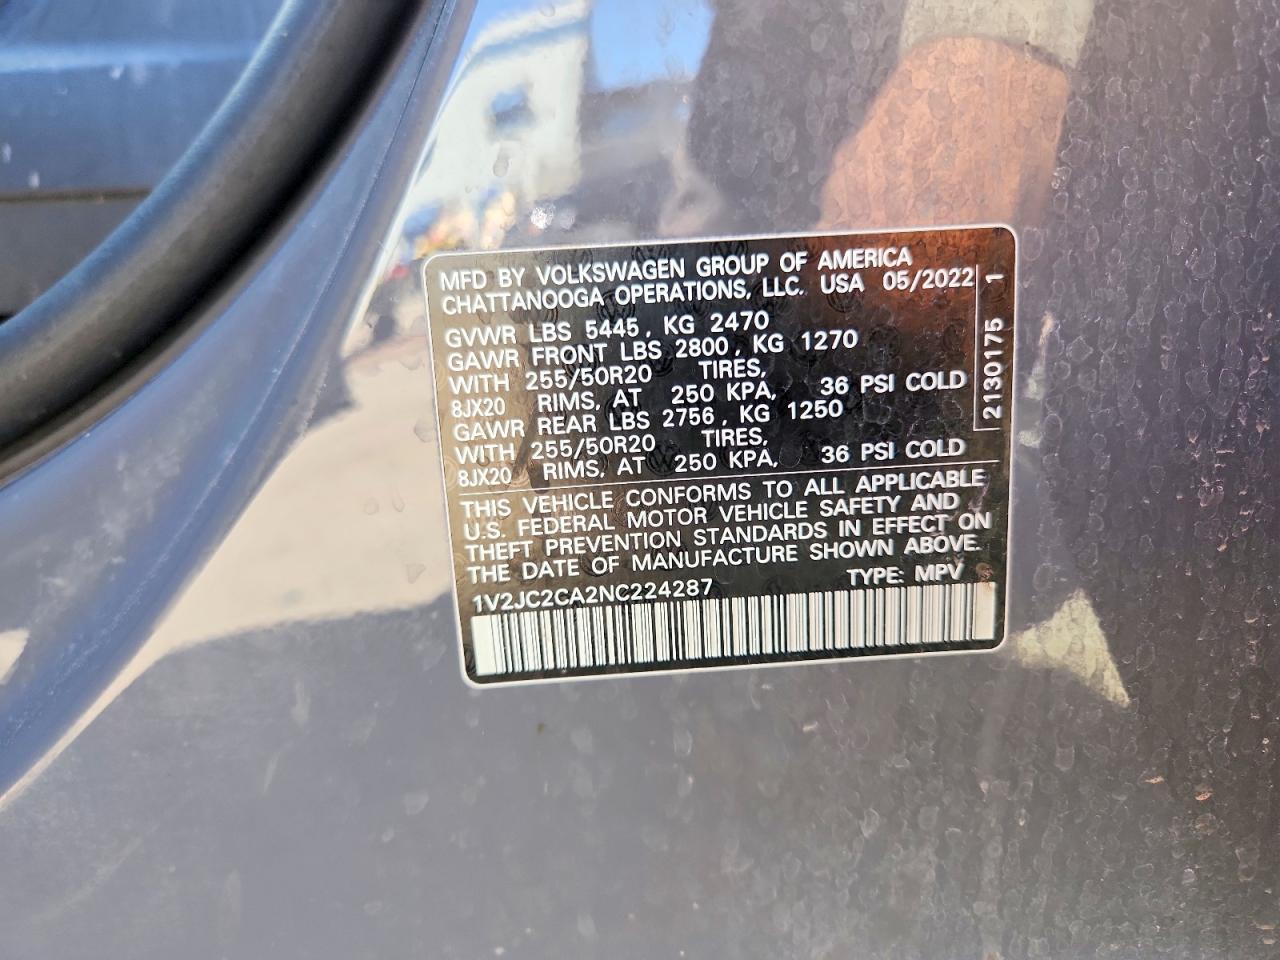 MFD BY VOLKSWAGEN GROUP OF AMERICA
CHATTANOOGA OPERATIONS, LLC. USA 05/2022
GVWR LBS 5445, KG 2470
GAWR FRONT LBS 2800, KG 1270
WITH 255/50R20 TIRES,
8JX20 RIMS, AT 250 KPA, 36 PSI COLD
GAWR REAR LBS 2756, KG 1250
WITH 255/50R20 TIRES,
8JX20 RIMS, AT 250 KPA, 36 PSI COLD
THIS VEHICLE CONFORMS TO ALL APPLICABLE
U.S. FEDERAL MOTOR VEHICLE SAFETY AND
THEFT PREVENTION STANDARDS IN EFFECT ON
THE DATE OF MANUFACTURE SHOWN ABOVE.
1V2JC2CA2NC224287 TYPE: MPV
2130175 1